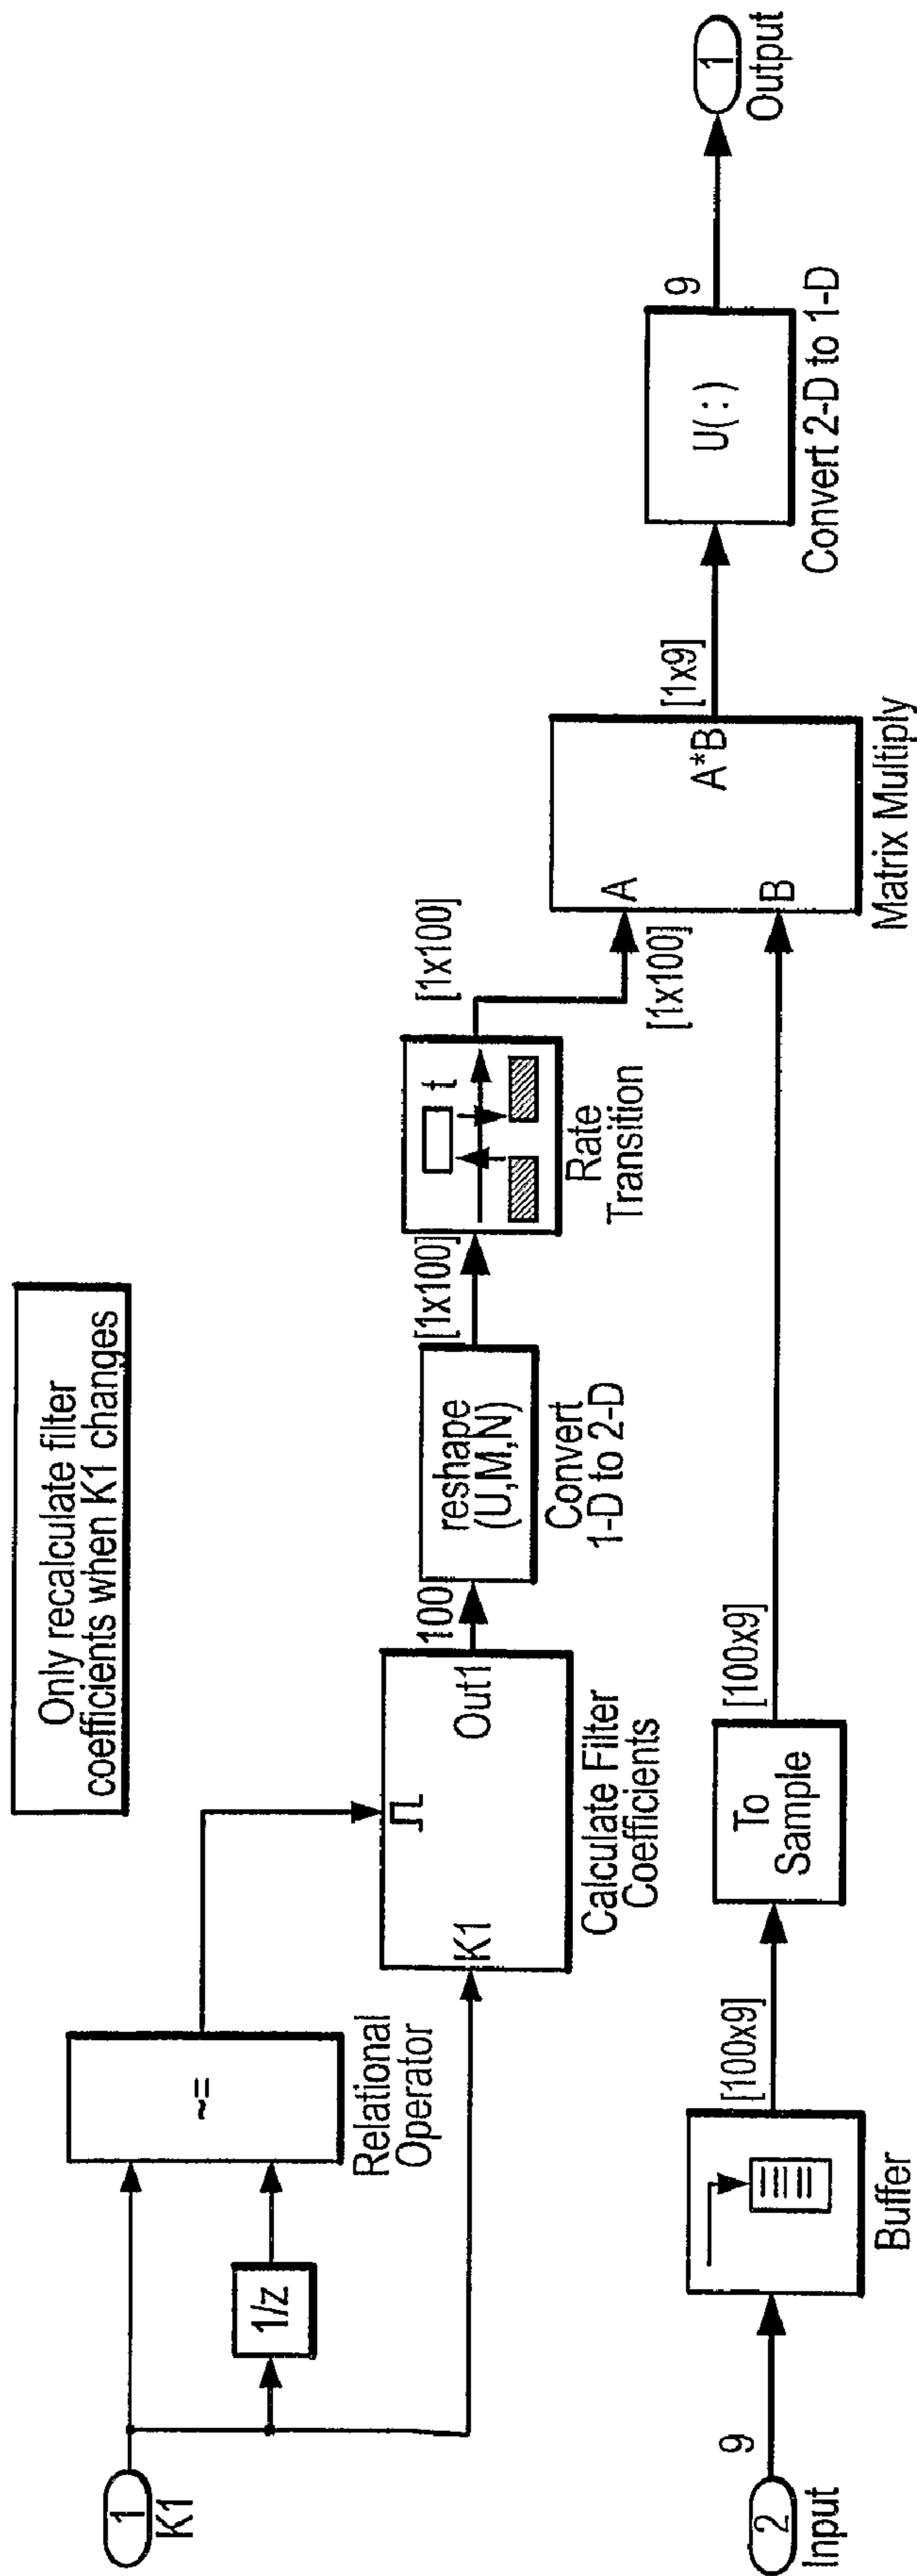 Only recalculate filter
coefficients when K1 changes
1
K1
1/z
~=
Relational
Operator
K1
Out1
Calculate Filter
Coefficients
100
reshape
(U,M,N)
Convert
1-D to 2-D
[1x100]
t
Rate
Transition
[1x100]
[1x100]
2
Input
9
Buffer
[100x9]
To
Sample
[100x9]
A
B
A*B
Matrix Multiply
[1x9]
U(:)
Convert 2-D to 1-D
9
1
Output